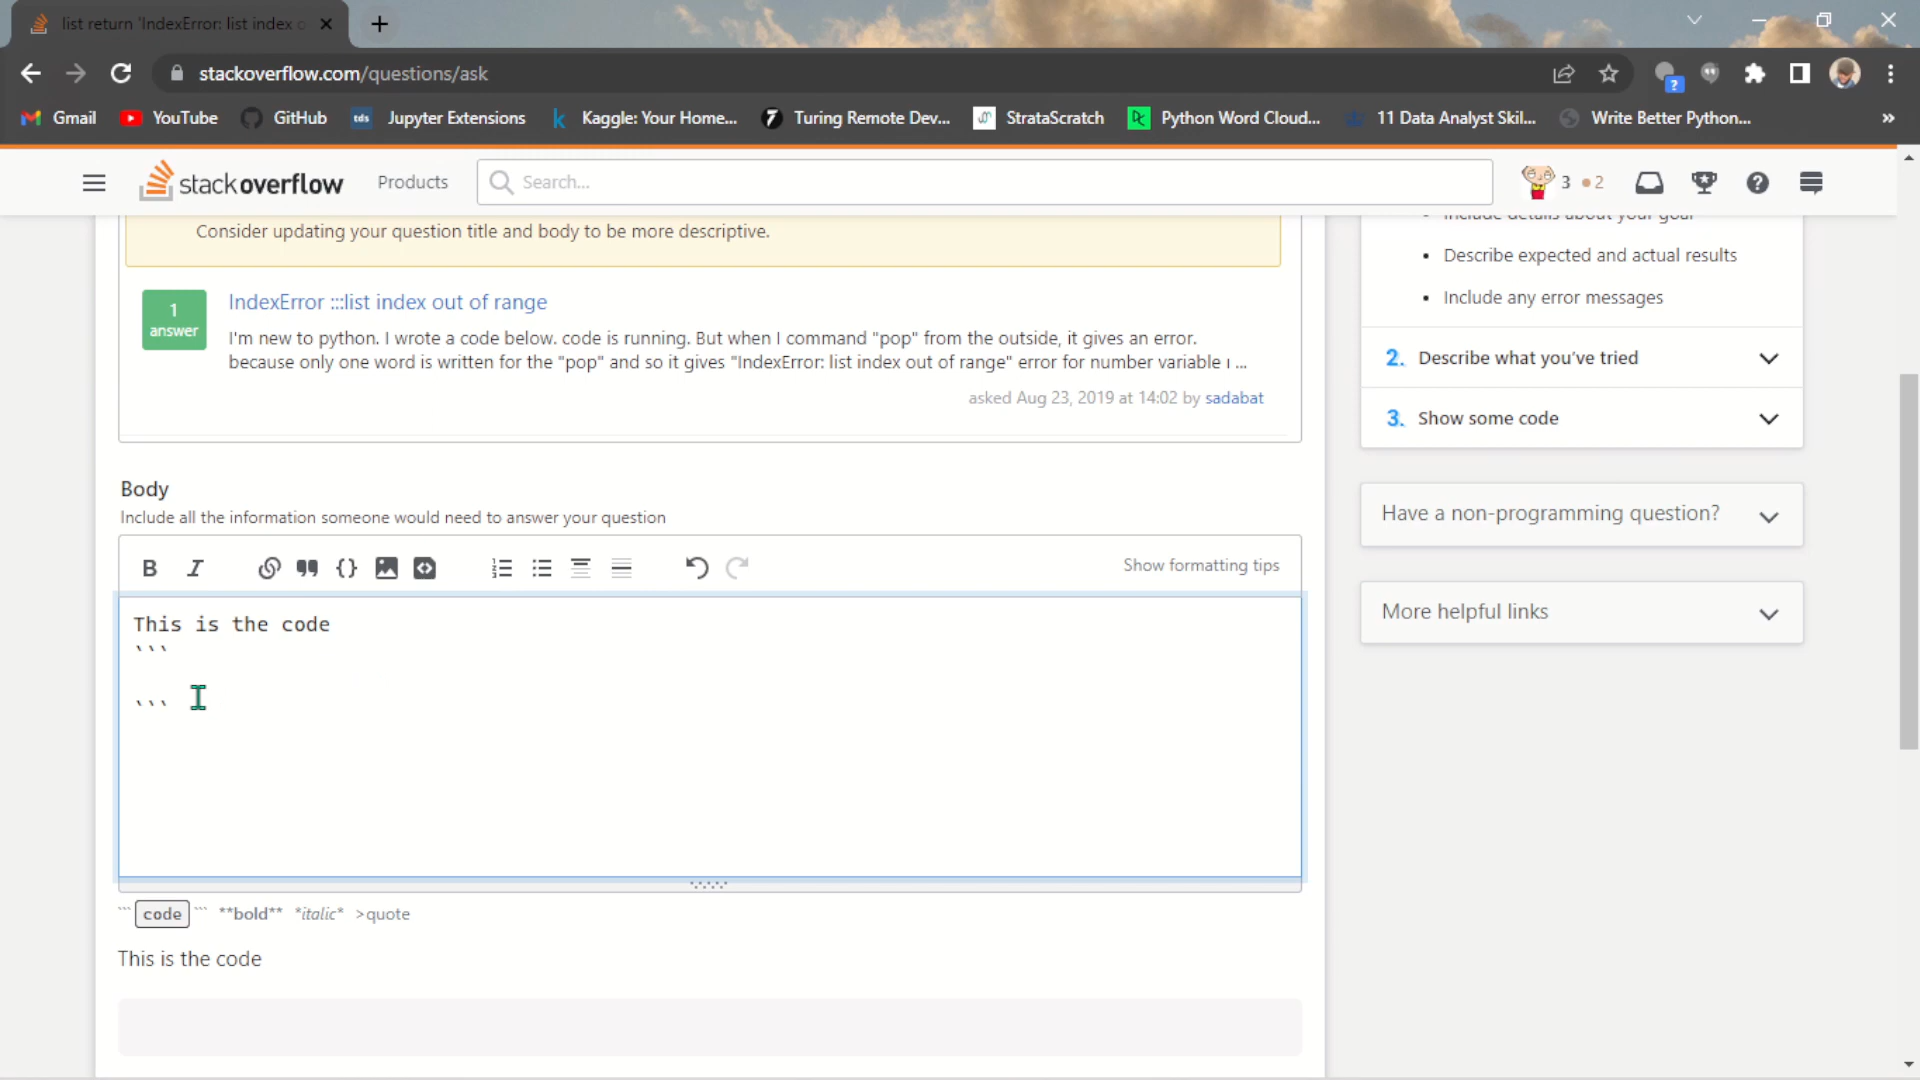 list return 'IndexError: list index o
stackoverflow.com/questions/ask
Gmail YouTube GitHub tds Jupyter Extensions k Kaggle: Your Home... Turing Remote Dev... StrataScratch Python Word Cloud... 11 Data Analyst Skil... Write Better Python... »
stackoverflow Products Search... 3 2
Include details about your goal
Consider updating your question title and body to be more descriptive.
Describe expected and actual results
Include any error messages
1
answer
IndexError :::list index out of range
I'm new to python. I wrote a code below. code is running. But when I command "pop" from the outside, it gives an error.
because only one word is written for the "pop" and so it gives "IndexError: list index out of range" error for number variable ı ...
asked Aug 23, 2019 at 14:02 by sadabat
2. Describe what you've tried
3. Show some code
Have a non-programming question?
More helpful links
Body
Include all the information someone would need to answer your question
B I {} Show formatting tips
This is the code
```
```
``` code ``` **bold** *italic* >quote
This is the code